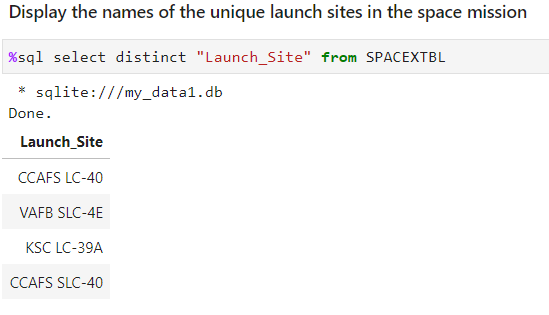 Display the names of the unique launch sites in the space mission
%sql select distinct "Launch_Site" from SPACEXTBL
* sqlite:///my_data1.db
Done.
Launch_Site
CCAFS LC-40
VAFB SLC-4E
KSC LC-39A
CCAFS SLC-40